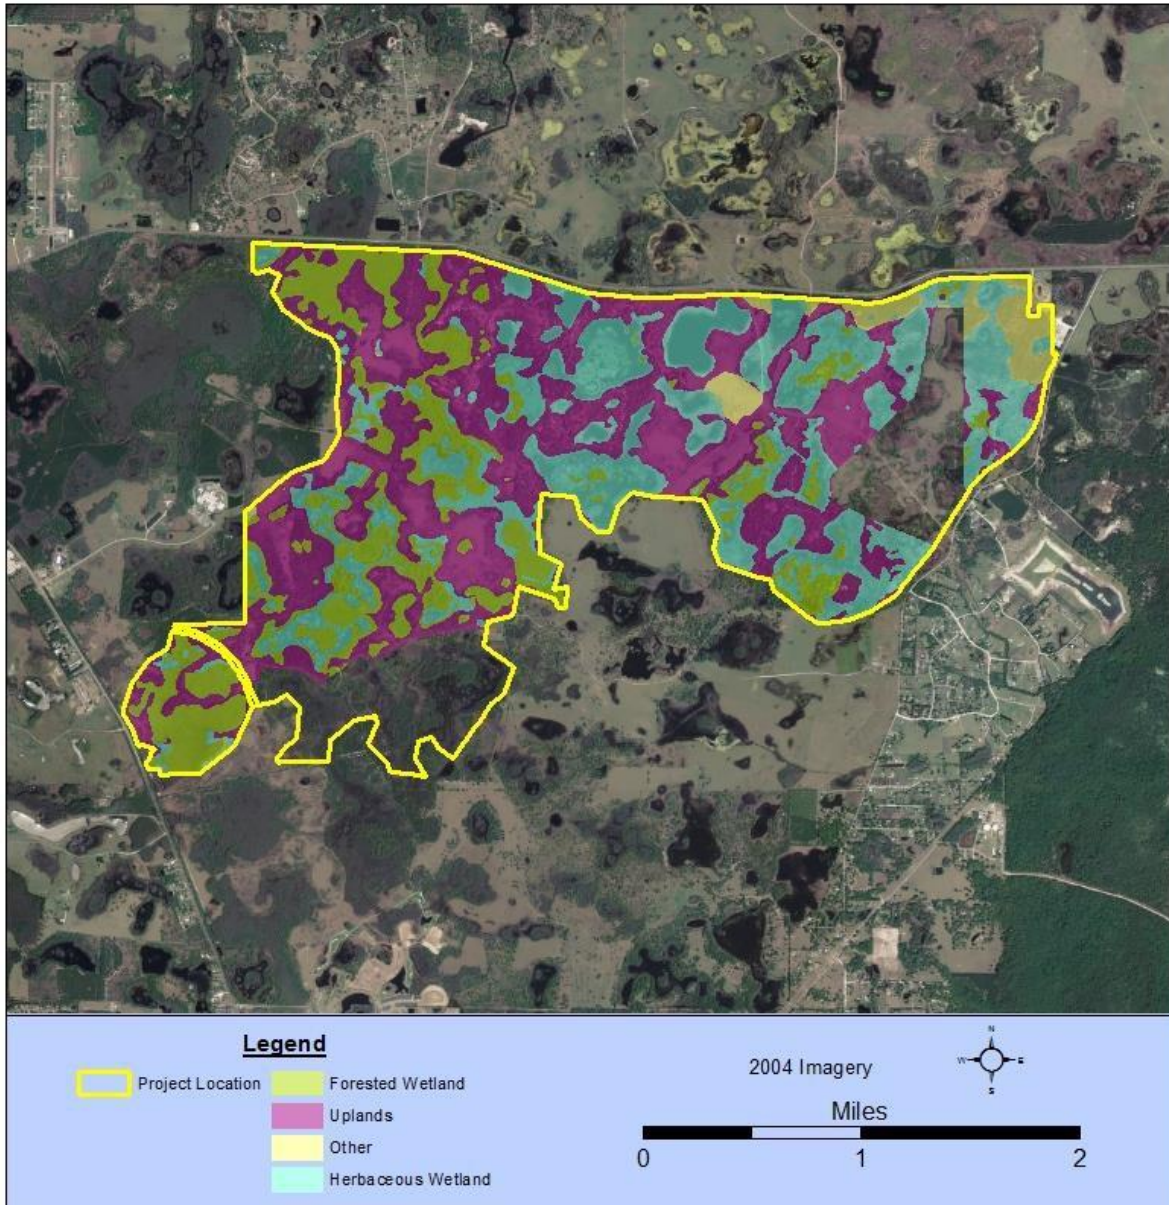 Legend
Project Location
Forested Wetland
Uplands
Other
Herbaceous Wetland
2004 Imagery
N
W
E
S
Miles
0 1 2